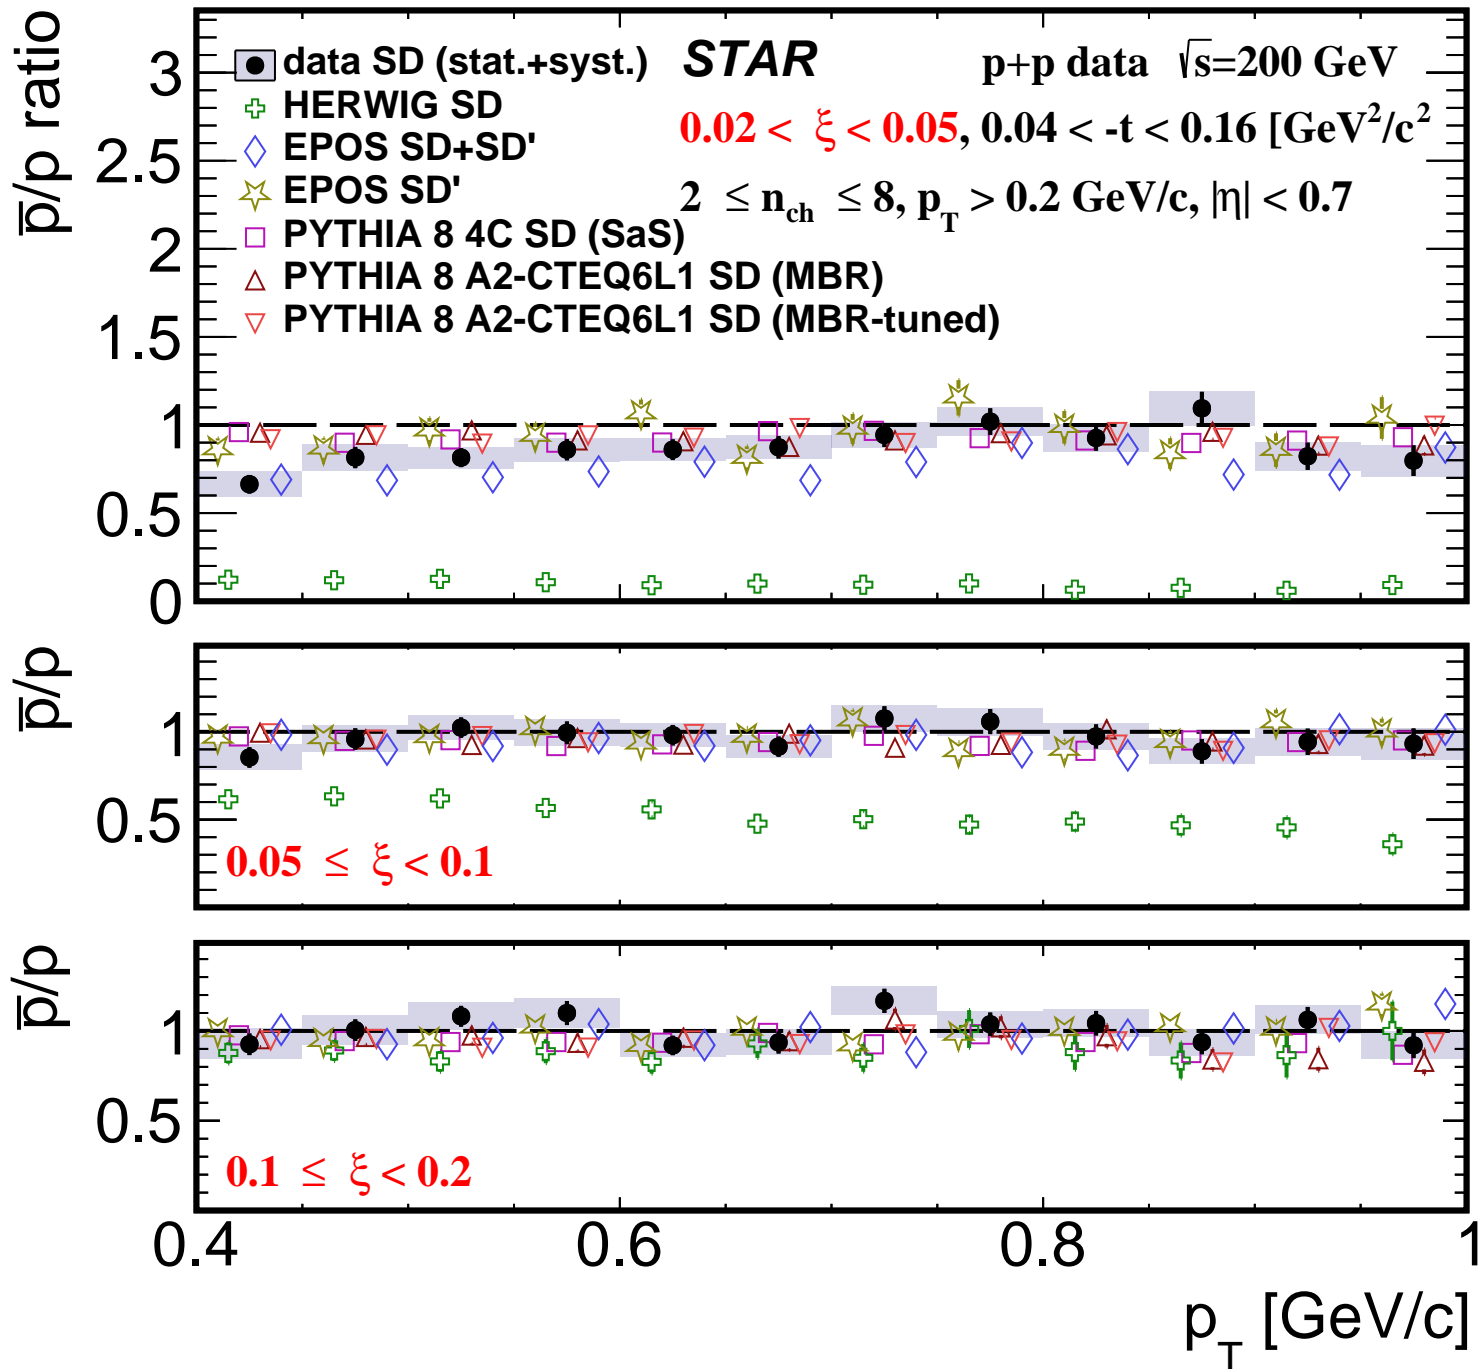 p̅/p ratio
3
2.5
2
1.5
1
0.5
0
data SD (stat.+syst.)
HERWIG SD
EPOS SD+SD'
EPOS SD'
PYTHIA 8 4C SD (SaS)
PYTHIA 8 A2-CTEQ6L1 SD (MBR)
PYTHIA 8 A2-CTEQ6L1 SD (MBR-tuned)
STAR p+p data √s=200 GeV
0.02 < ξ < 0.05, 0.04 < -t < 0.16 [GeV²/c²
2 ≤ n_ch ≤ 8, p_T > 0.2 GeV/c, |η| < 0.7
p̅/p
1
0.5
0.05 ≤ ξ < 0.1
p̅/p
1
0.5
0.1 ≤ ξ < 0.2
0.4 0.6 0.8 1
p_T [GeV/c]